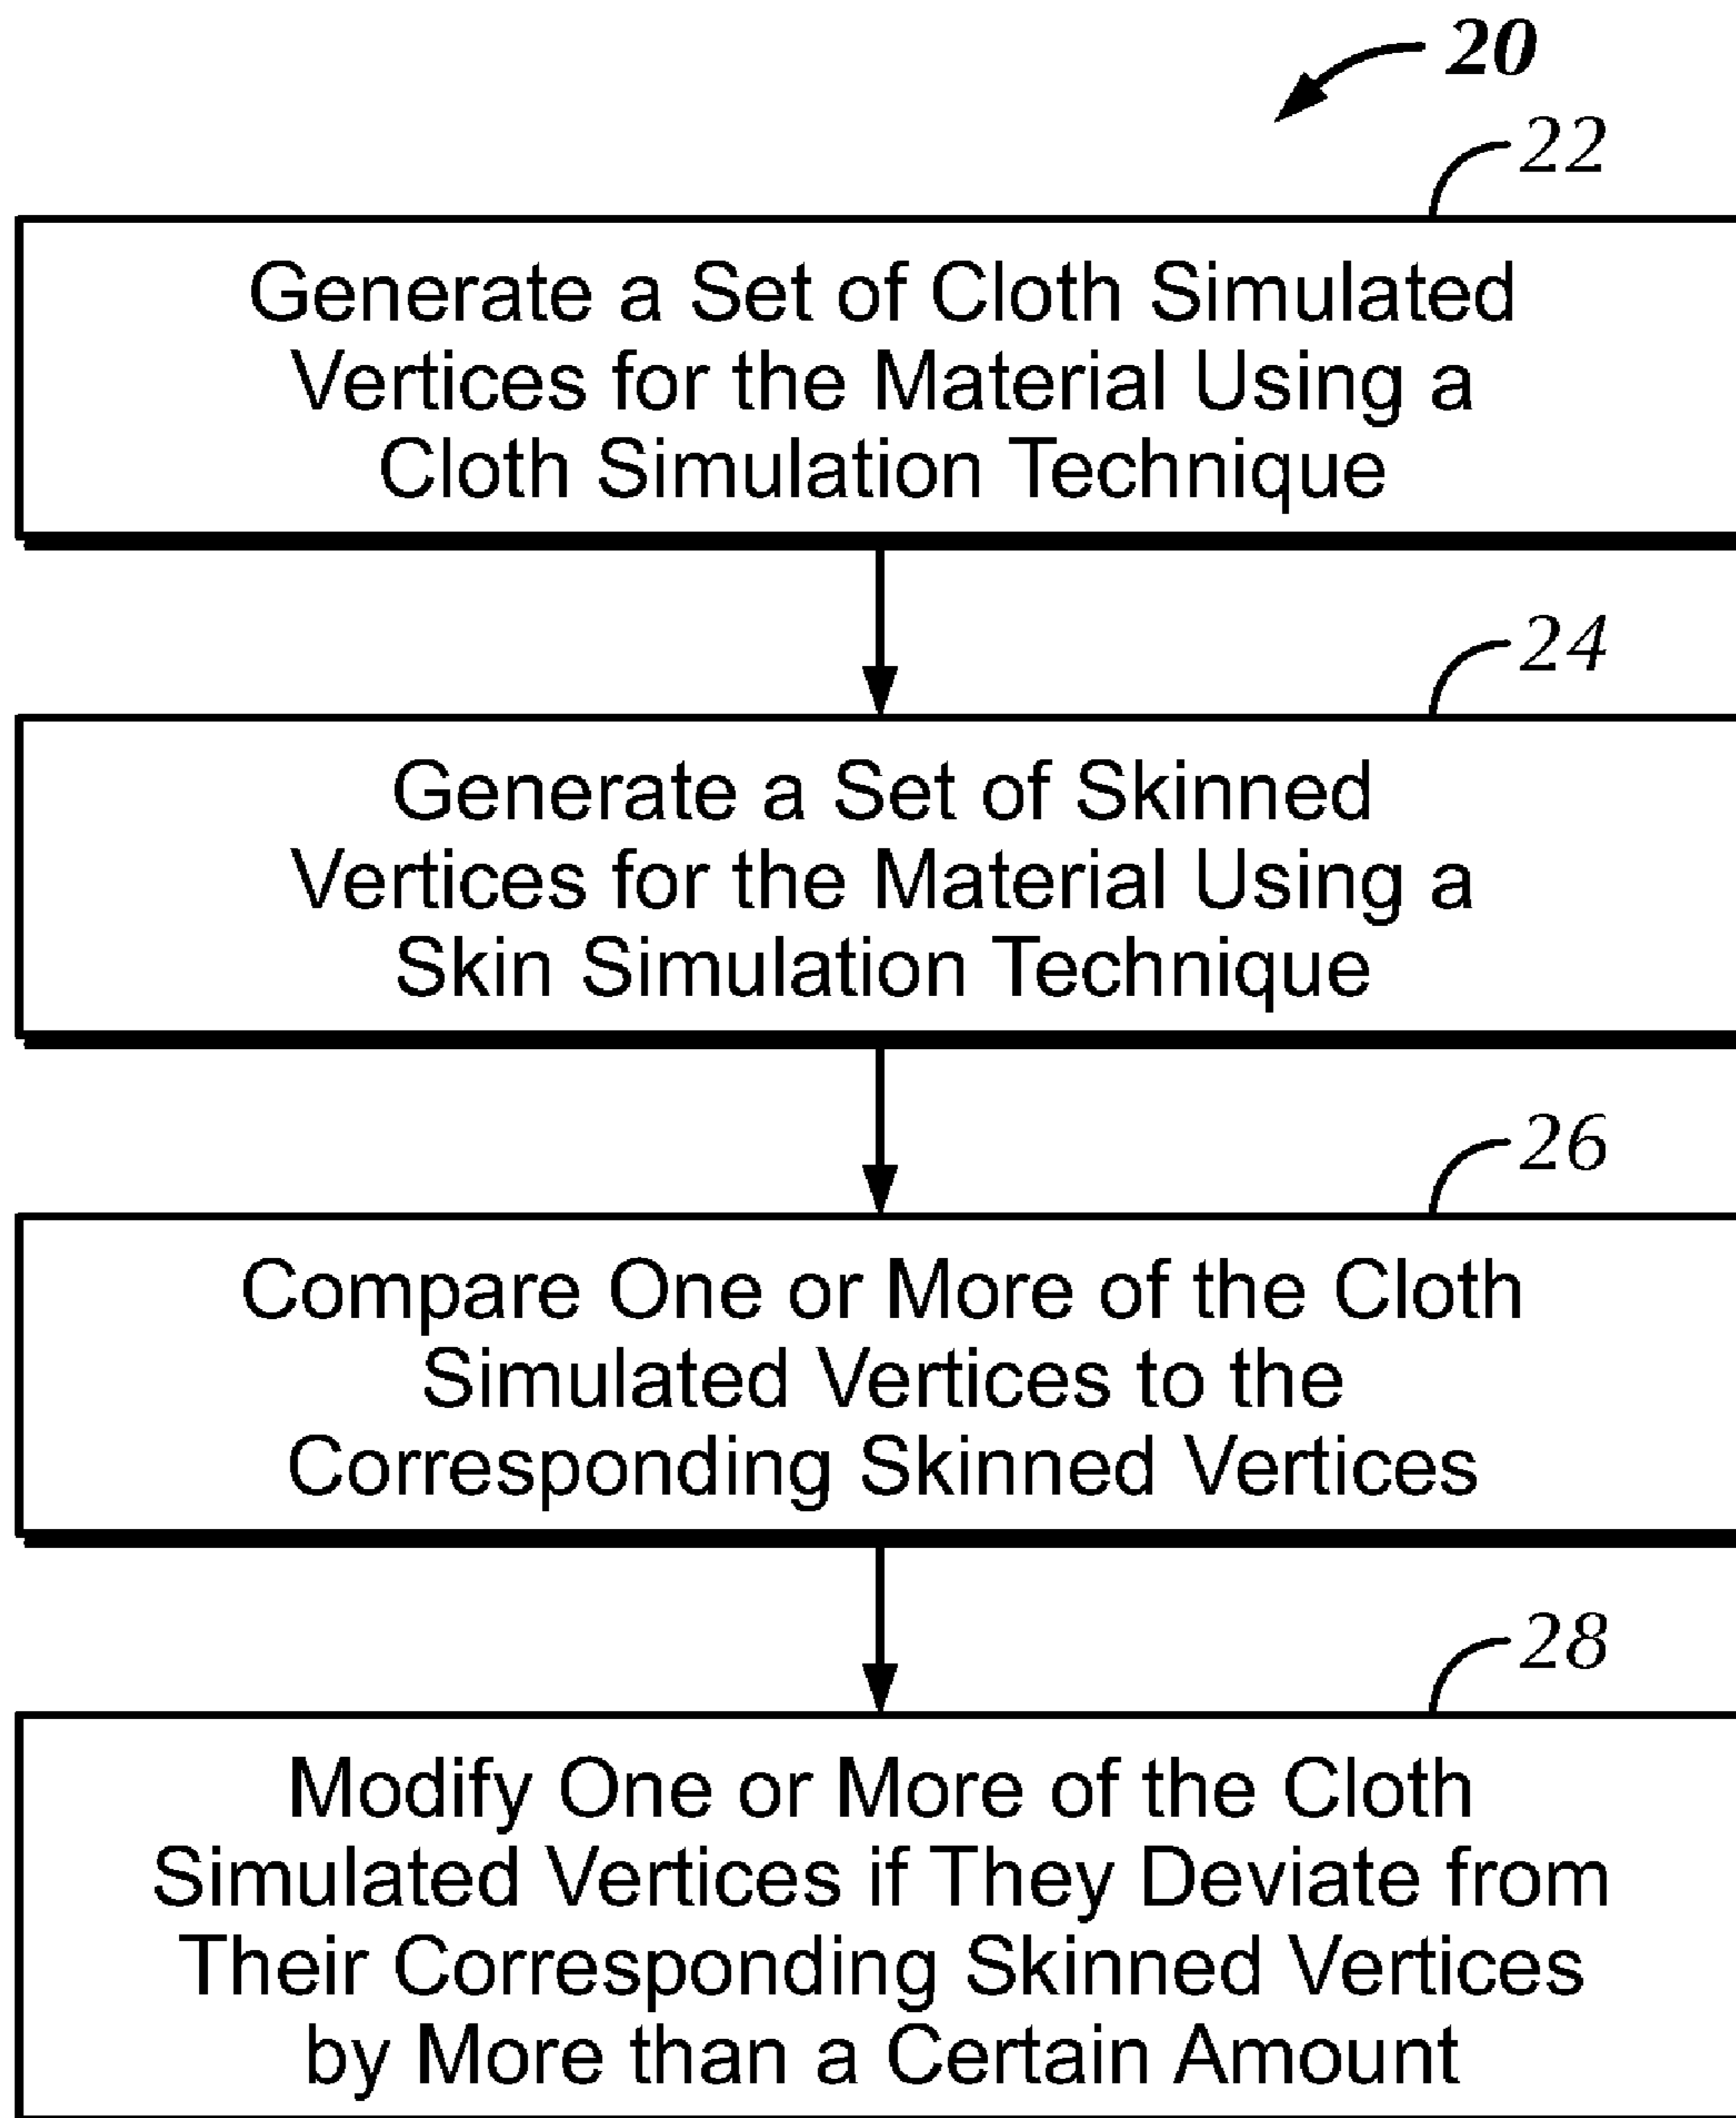 20
22
Generate a Set of Cloth Simulated
Vertices for the Material Using a
Cloth Simulation Technique
24
Generate a Set of Skinned
Vertices for the Material Using a
Skin Simulation Technique
26
Compare One or More of the Cloth
Simulated Vertices to the
Corresponding Skinned Vertices
28
Modify One or More of the Cloth
Simulated Vertices if They Deviate from
Their Corresponding Skinned Vertices
by More than a Certain Amount